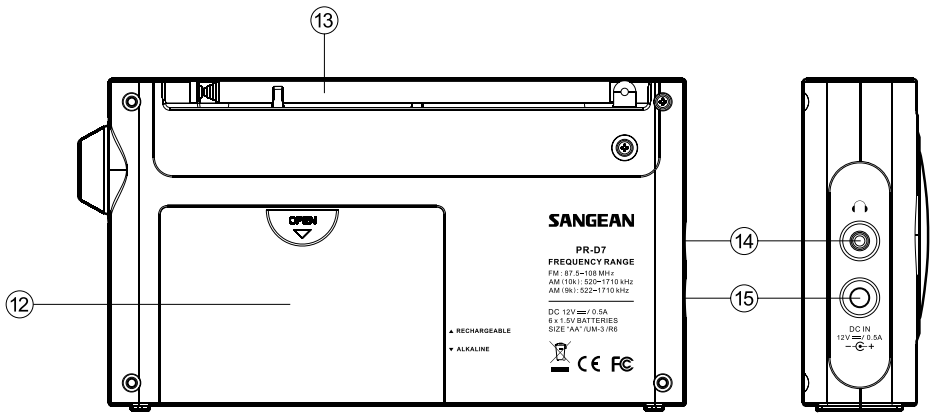 13
OPEN
SANGEAN
PR-D7
FREQUENCY RANGE
FM : 87.5–108 MHz
AM (10k) : 520–1710 kHz
AM (9k) : 522–1710 kHz
DC 12V⎓/ 0.5A
6 x 1.5V BATTERIES
SIZE "AA" /UM-3 /R6
▲ RECHARGEABLE
▼ ALKALINE
CE FC
12
14
15
DC IN
12V⎓/ 0.5A
− +